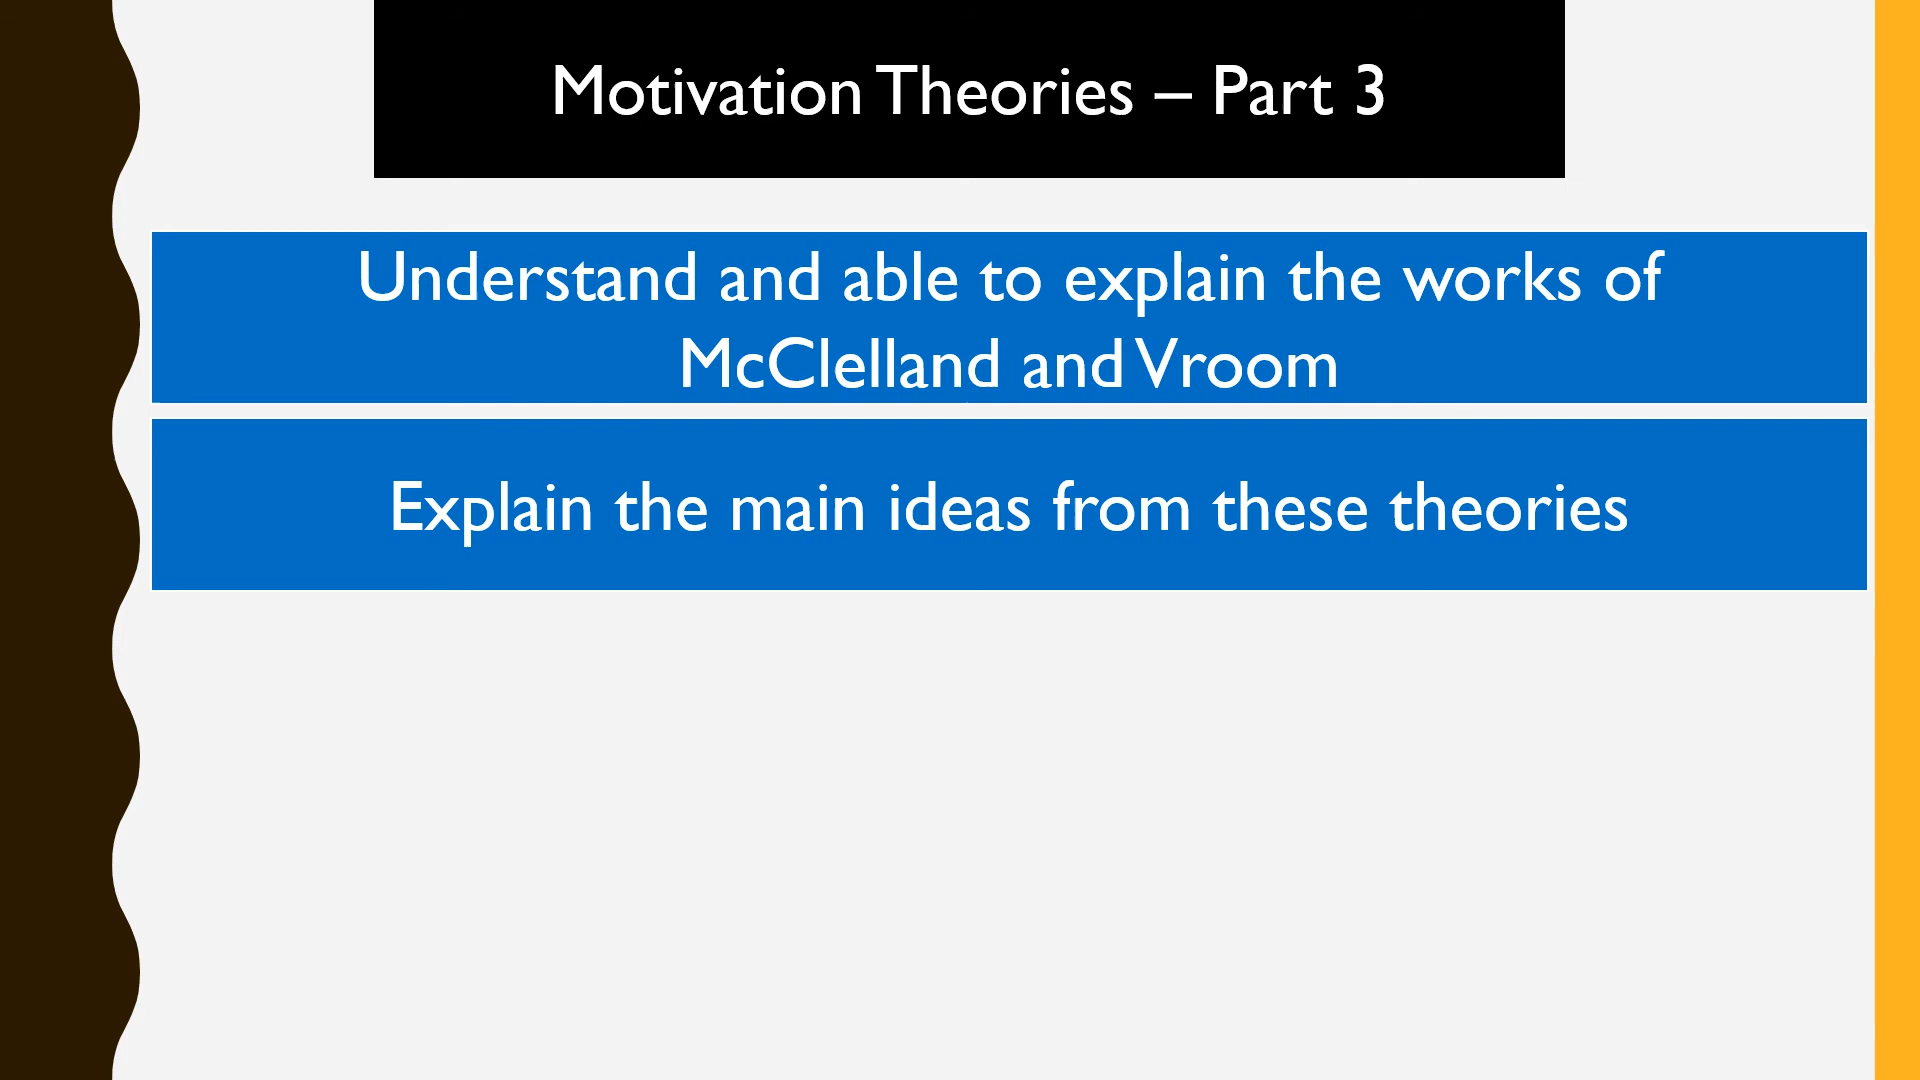 Motivation Theories – Part 3
Understand and able to explain the works of
McClelland and Vroom
Explain the main ideas from these theories